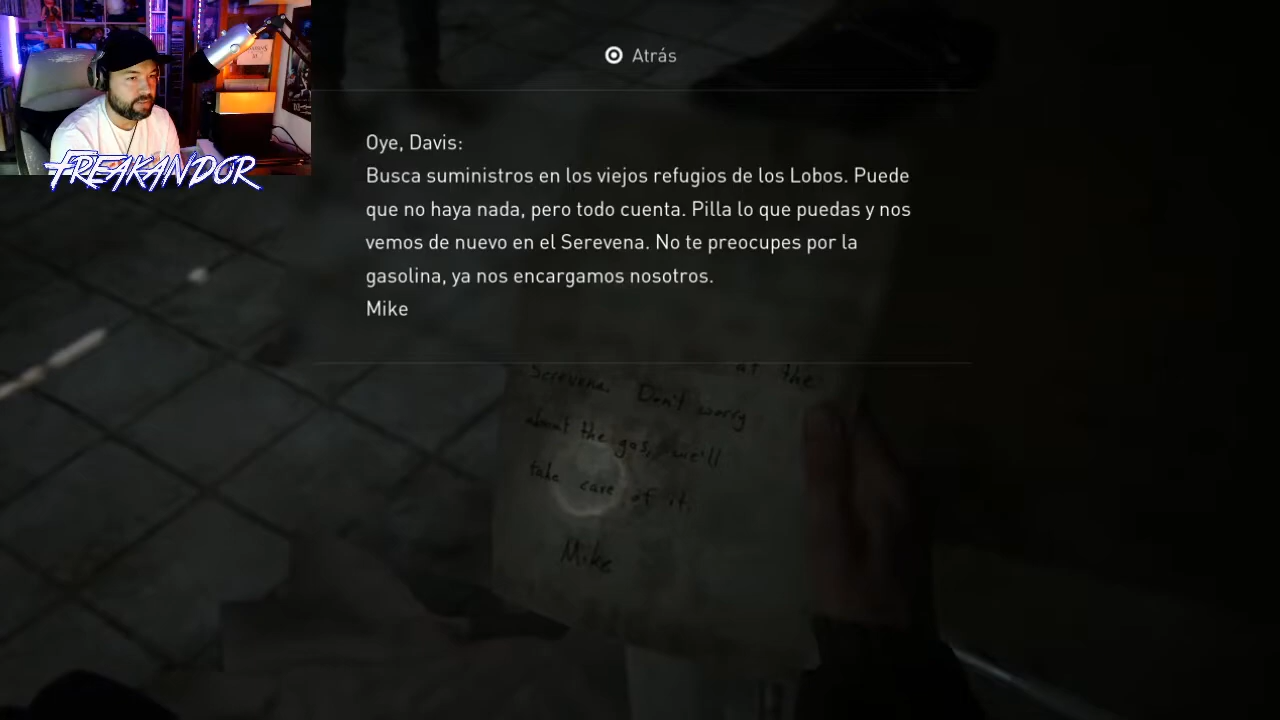 Atrás
FREAKANDOR
Oye, Davis:
Busca suministros en los viejos refugios de los Lobos. Puede
que no haya nada, pero todo cuenta. Pilla lo que puedas y nos
vemos de nuevo en el Serevena. No te preocupes por la
gasolina, ya nos encargamos nosotros.
Mike
at the
Serevena. Don't worry
about the gas, we'll
take care of it.
Mike